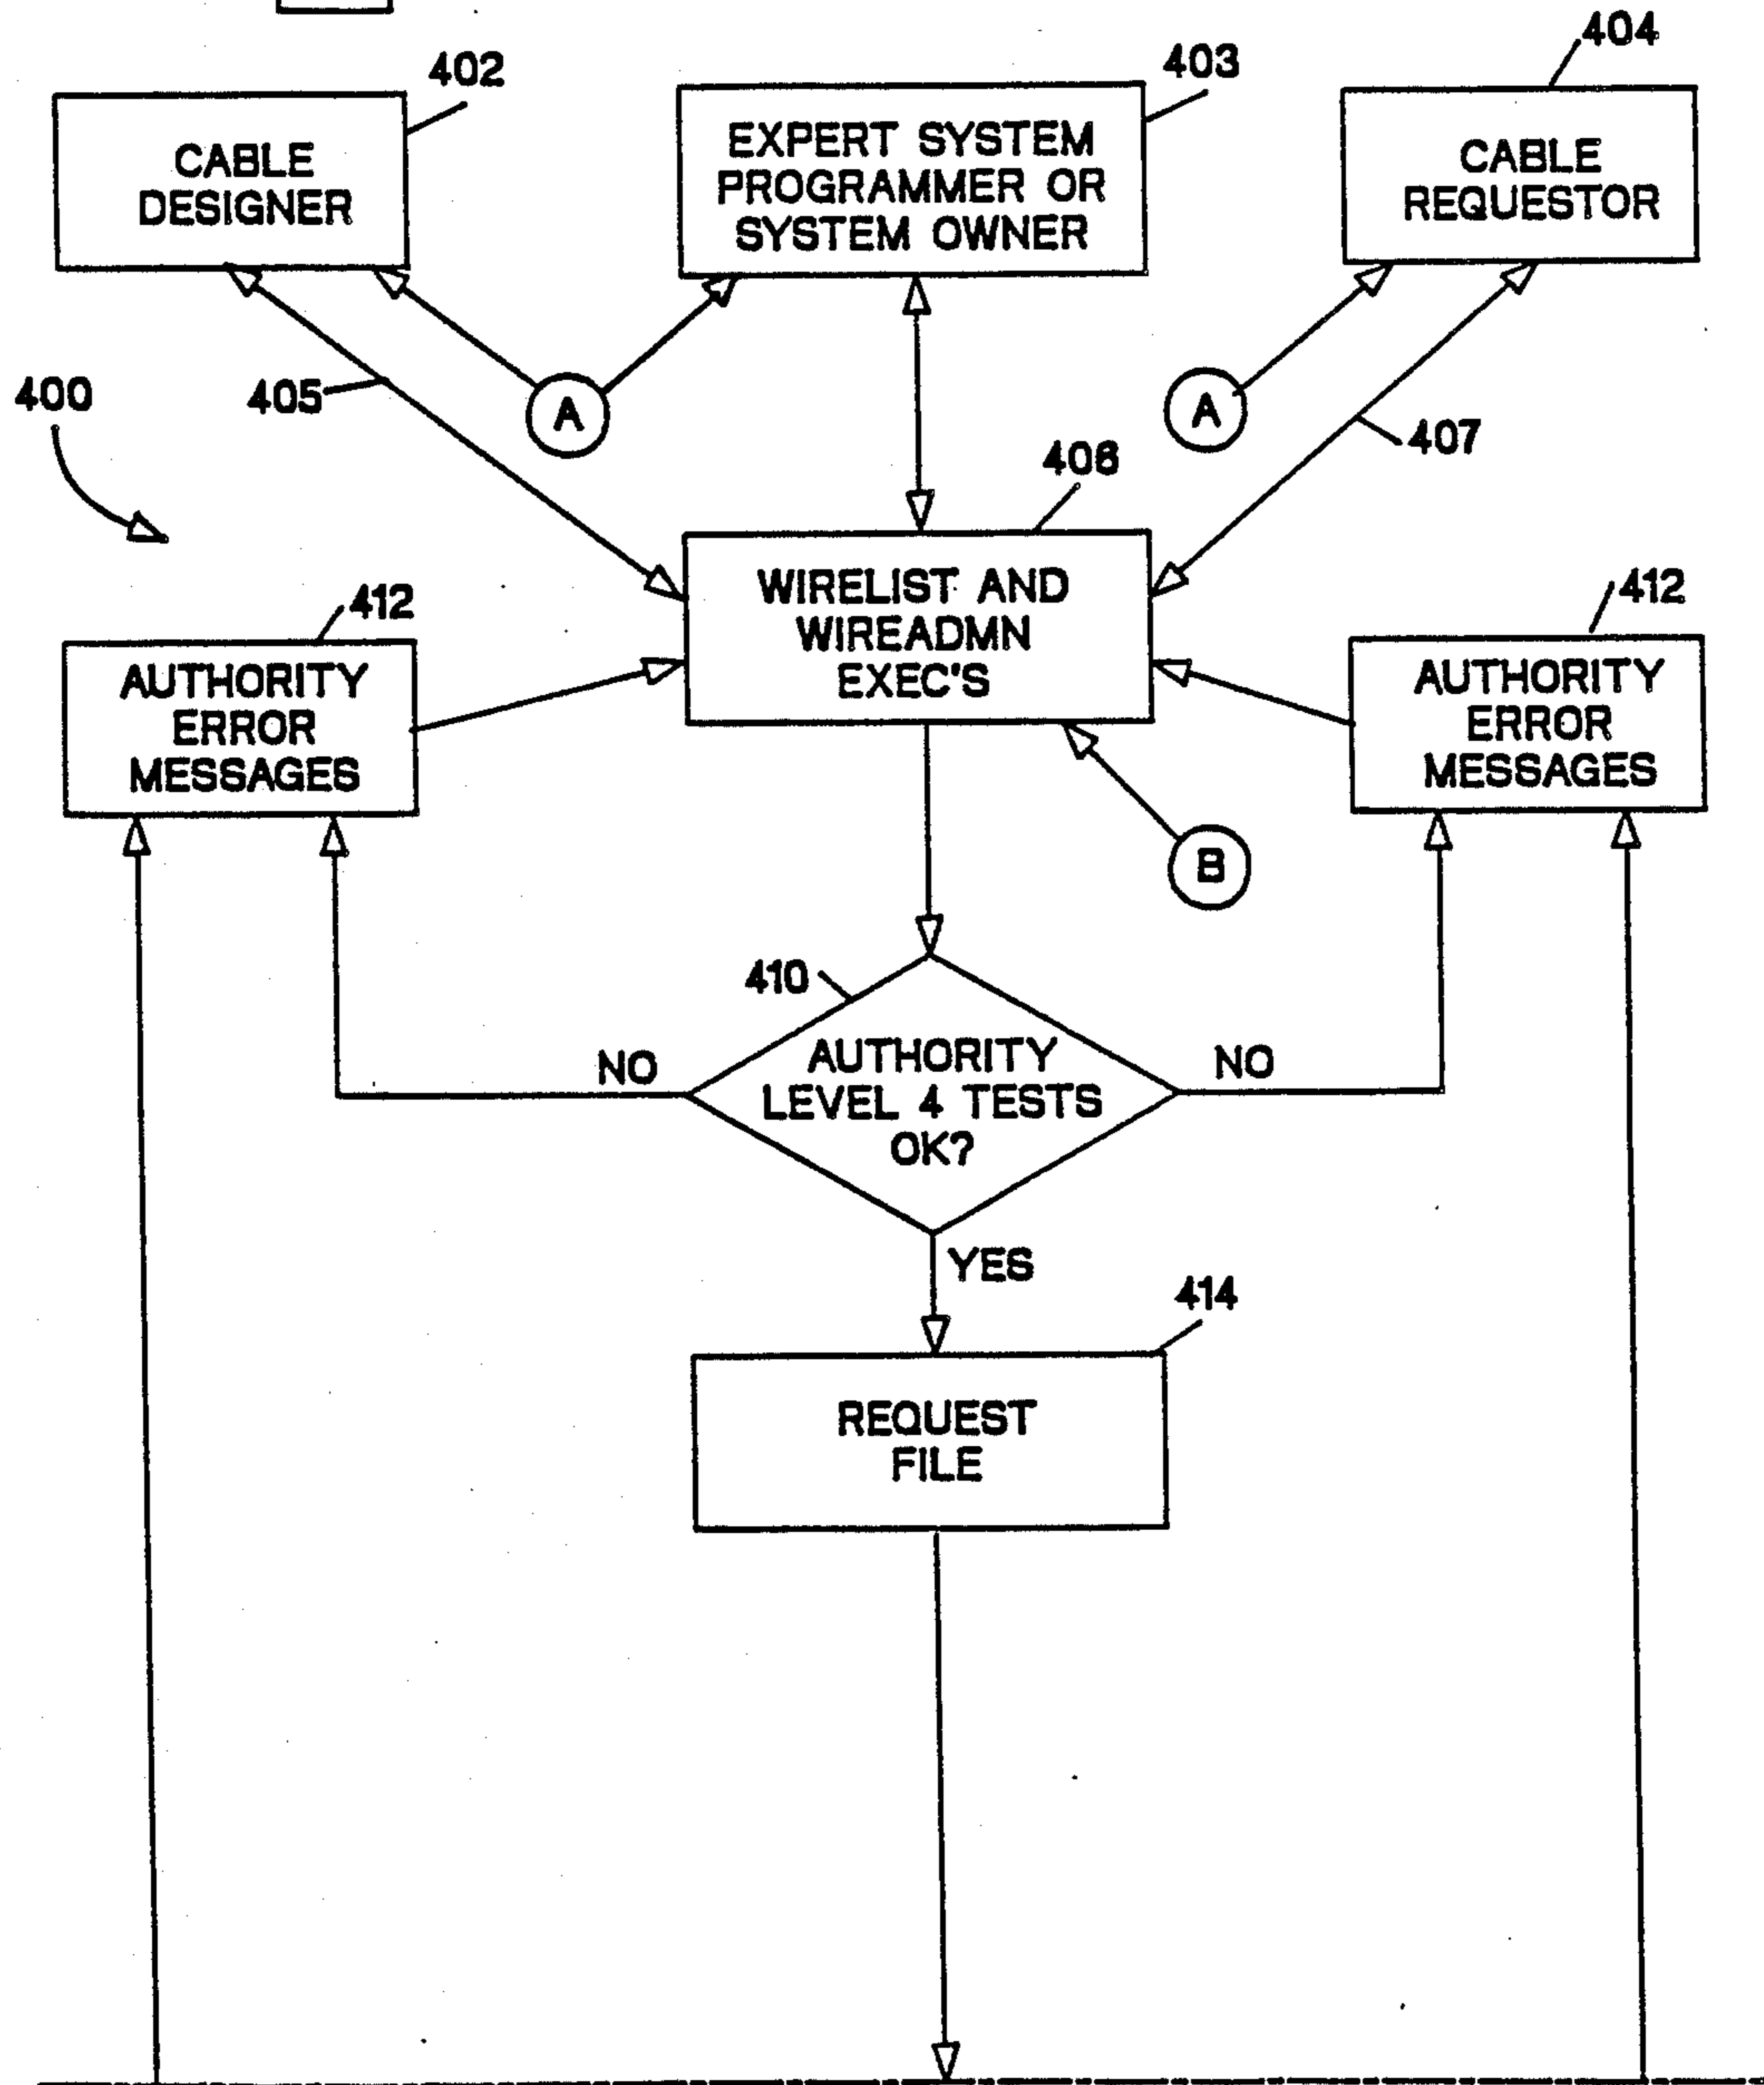 402
403
404
CABLE
DESIGNER
EXPERT SYSTEM
PROGRAMMER OR
SYSTEM OWNER
CABLE
REQUESTOR
400
405
A
A
407
406
WIRELIST AND
WIREADMN
EXEC'S
412
AUTHORITY
ERROR
MESSAGES
412
AUTHORITY
ERROR
MESSAGES
B
410
AUTHORITY
LEVEL 4 TESTS
OK?
NO
NO
YES
414
REQUEST
FILE